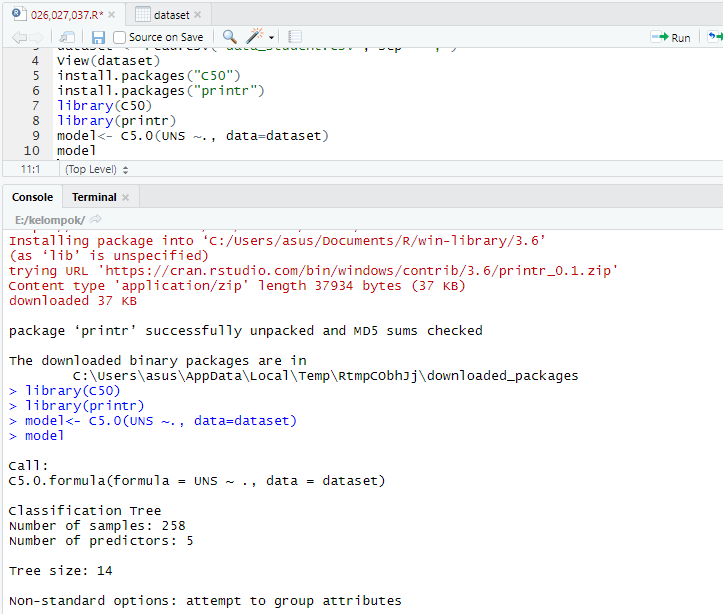 026,027,037.R* ×
dataset ×
Source on Save
Run
4 View(dataset)
5 install.packages("C50")
6 install.packages("printr")
7 library(C50)
8 library(printr)
9 model<- C5.0(UNS ~., data=dataset)
10 model
11:1 (Top Level)
Console Terminal ×
E:/kelompok/
Installing package into ‘C:/Users/asus/Documents/R/win-library/3.6’
(as ‘lib’ is unspecified)
trying URL 'https://cran.rstudio.com/bin/windows/contrib/3.6/printr_0.1.zip'
Content type 'application/zip' length 37934 bytes (37 KB)
downloaded 37 KB
package ‘printr’ successfully unpacked and MD5 sums checked
The downloaded binary packages are in
C:\Users\asus\AppData\Local\Temp\RtmpCObhJj\downloaded_packages
> library(C50)
> library(printr)
> model<- C5.0(UNS ~., data=dataset)
> model
Call:
C5.0.formula(formula = UNS ~ ., data = dataset)
Classification Tree
Number of samples: 258
Number of predictors: 5
Tree size: 14
Non-standard options: attempt to group attributes